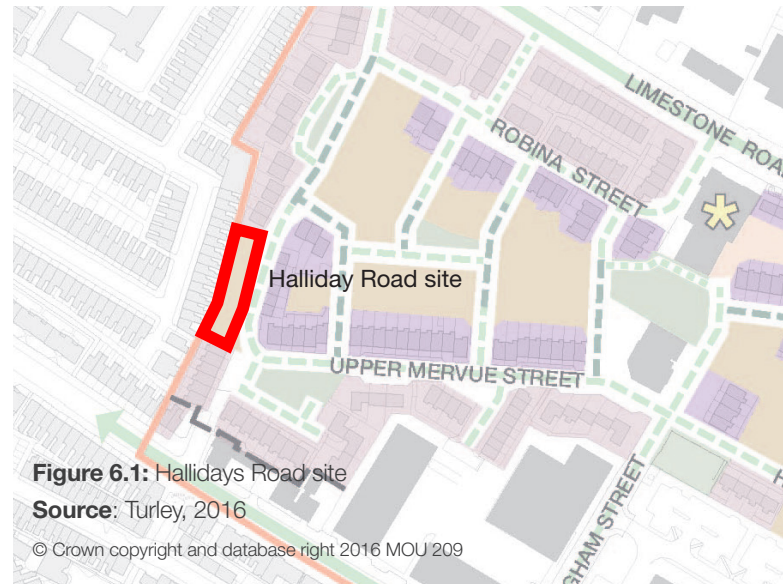 LIMESTONE ROA
ROBINA STREET
Halliday Road site
UPPER MERVUE STREET
GHAM STREET
Figure 6.1: Hallidays Road site
Source: Turley, 2016
© Crown copyright and database right 2016 MOU 209